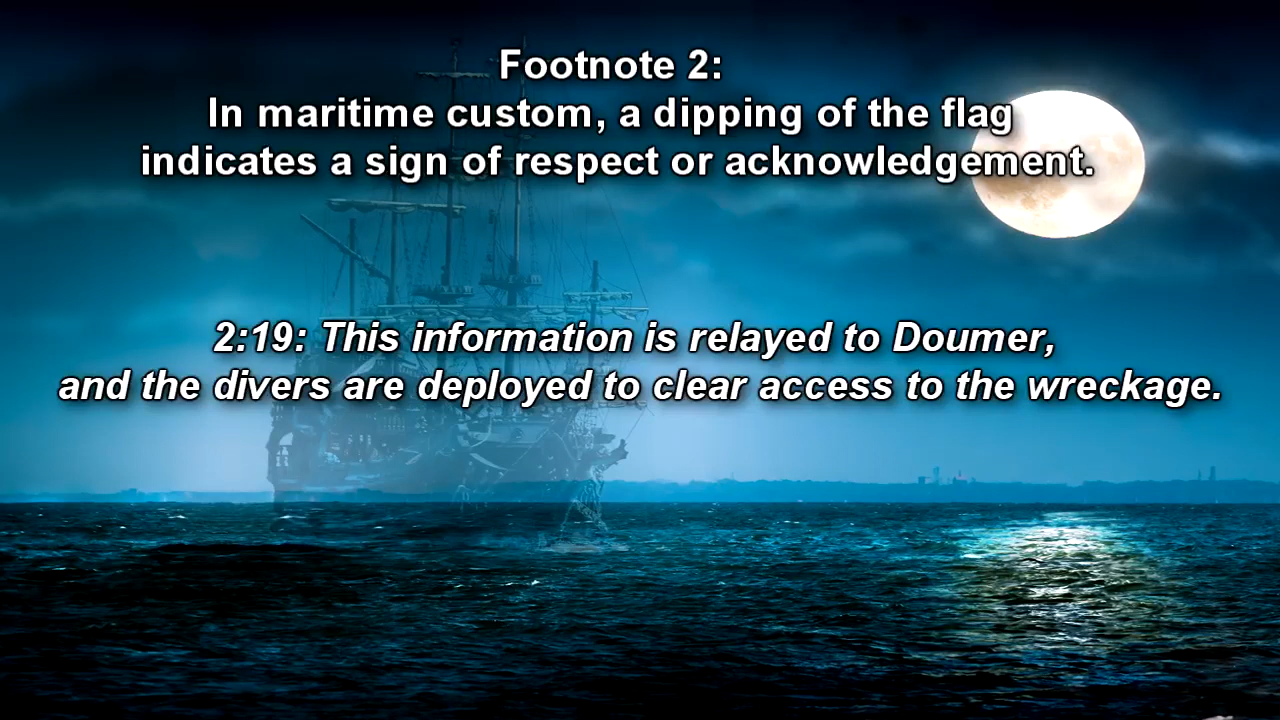 Footnote 2:
In maritime custom, a dipping of the flag
indicates a sign of respect or acknowledgement.
2:19: This information is relayed to Doumer,
and the divers are deployed to clear access to the wreckage.